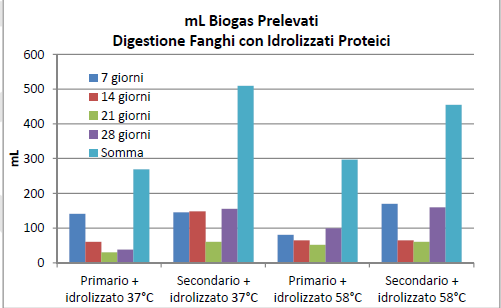 mL Biogas Prelevati
Digestione Fanghi con Idrolizzati Proteici
600
500
400
300
200
100
0
mL
7 giorni
14 giorni
21 giorni
28 giorni
Somma
Primario +
idrolizzato 37°C
Secondario +
idrolizzato 37°C
Primario +
idrolizzato 58°C
Secondario +
idrolizzato 58°C